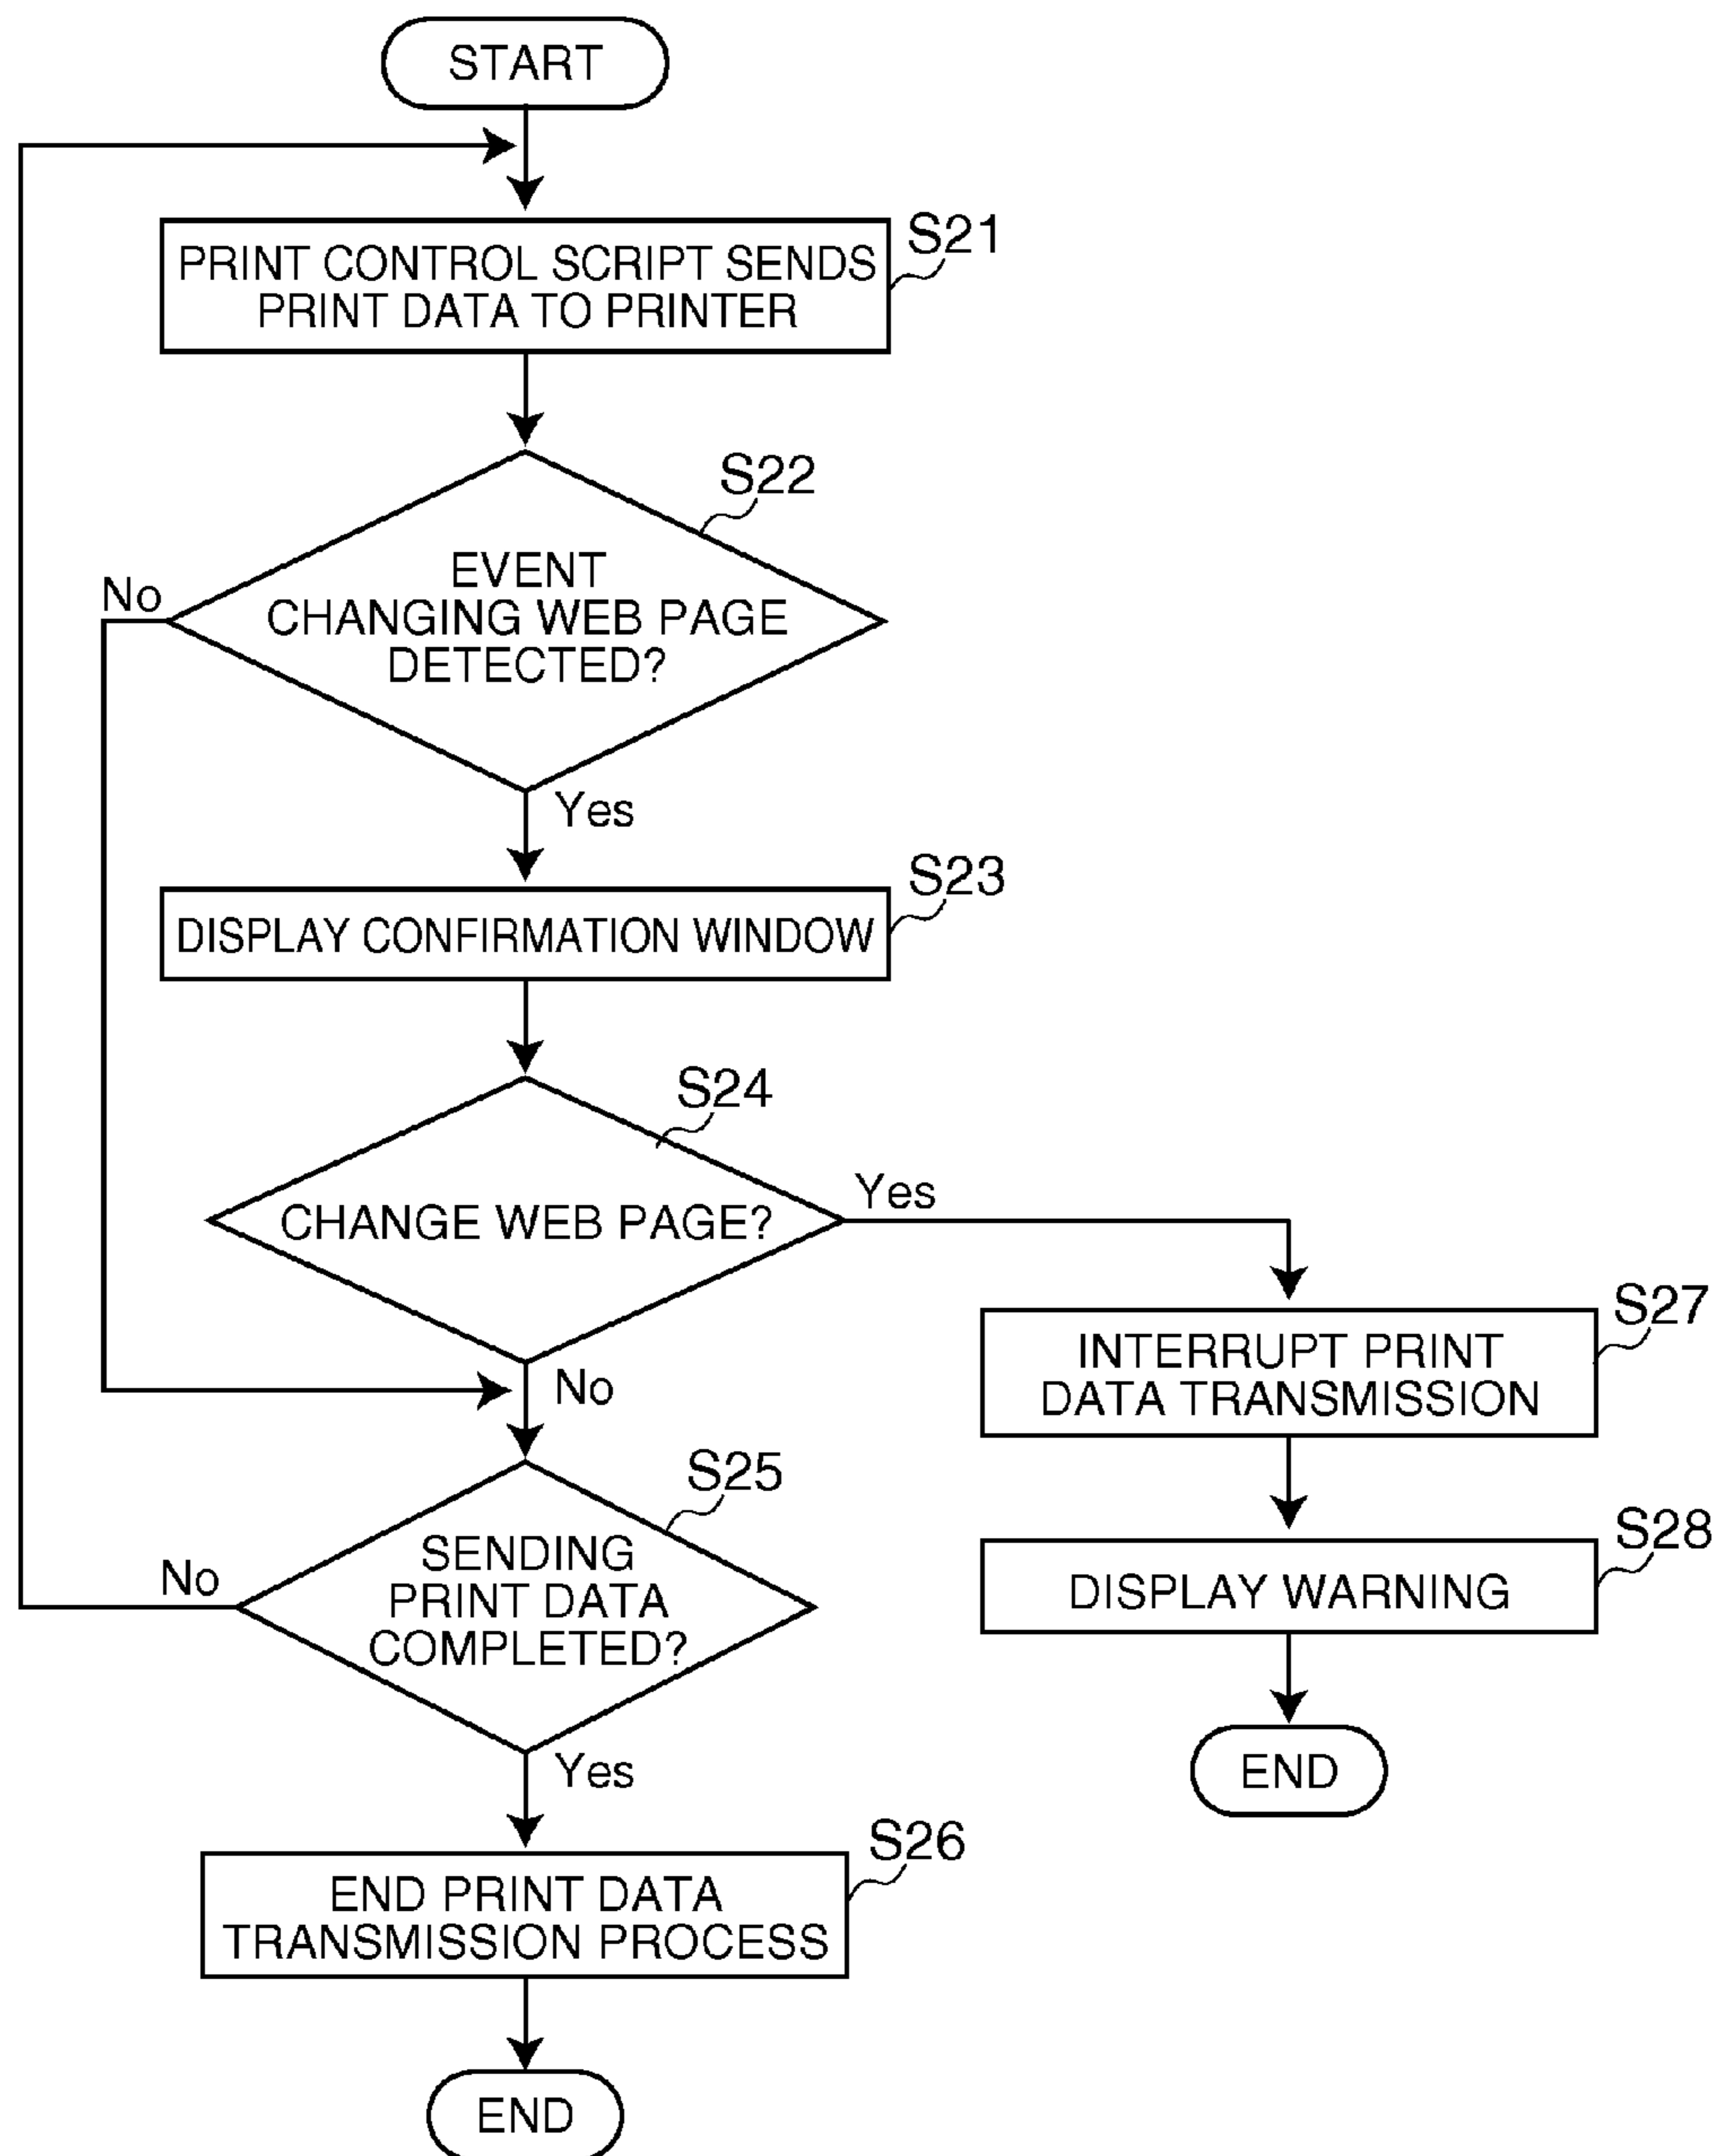 START
PRINT CONTROL SCRIPT SENDS
PRINT DATA TO PRINTER
S21
S22
EVENT
CHANGING WEB PAGE
DETECTED?
No
Yes
S23
DISPLAY CONFIRMATION WINDOW
S24
CHANGE WEB PAGE?
Yes
No
S27
INTERRUPT PRINT
DATA TRANSMISSION
S25
SENDING
PRINT DATA
COMPLETED?
No
Yes
S28
DISPLAY WARNING
END
S26
END PRINT DATA
TRANSMISSION PROCESS
END